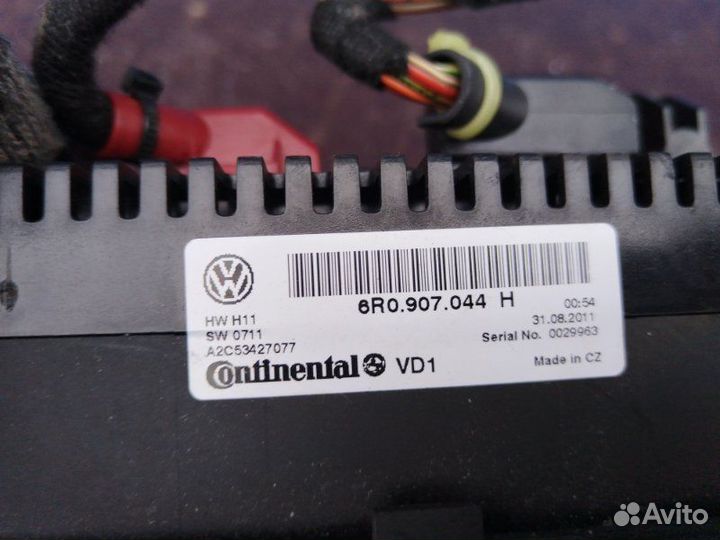 6R0.907.044 H
00:54
31.08.2011
HW H11
SW 0711
Serial No. 0029963
A2C53427077
Continental VD1
Made in CZ
Avito